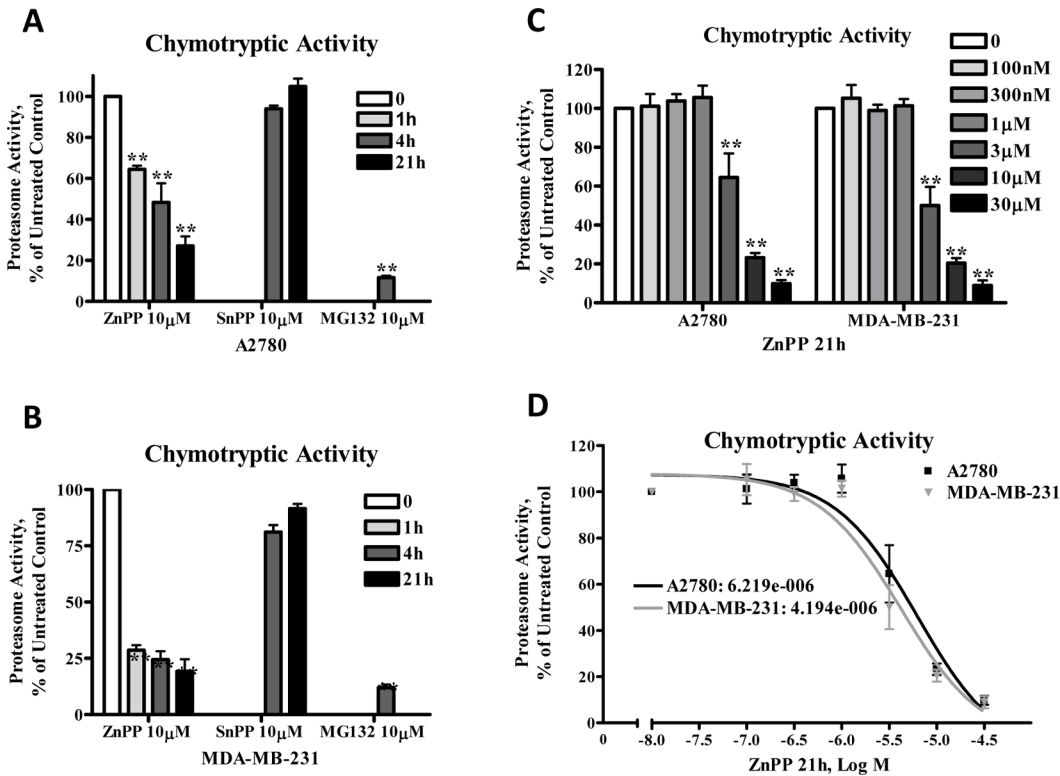 A
Chymotryptic Activity
Proteasome Activity,
% of Untreated Control
100
80
60
40
20
0
0
1h
4h
21h
**
**
**
**
ZnPP 10μM
SnPP 10μM
MG132 10μM
A2780
B
Chymotryptic Activity
Proteasome Activity,
% of Untreated Control
100
75
50
25
0
0
1h
4h
21h
**
**
**
**
ZnPP 10μM
SnPP 10μM
MG132 10μM
MDA-MB-231
C
Chymotryptic Activity
Proteasome Activity,
% of Untreated Control
120
100
80
60
40
20
0
0
100nM
300nM
1μM
3μM
10μM
30μM
**
**
**
**
**
**
A2780
MDA-MB-231
ZnPP 21h
D
Chymotryptic Activity
Proteasome Activity,
% of Untreated Control
120
100
80
60
40
20
0
A2780
MDA-MB-231
A2780: 6.219e-006
MDA-MB-231: 4.194e-006
0
-8.0
-7.5
-7.0
-6.5
-6.0
-5.5
-5.0
-4.5
ZnPP 21h, Log M